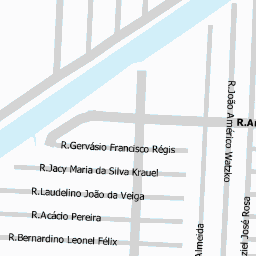 R.João Américo Watzko
R.A
R.Gervásio Francisco Régis
R.Jacy Maria da Silva Krauel
R.Laudelino João da Veiga
R.Acácio Pereira
R.Bernardino Leonel Félix
Almeida
ziel José Rosa